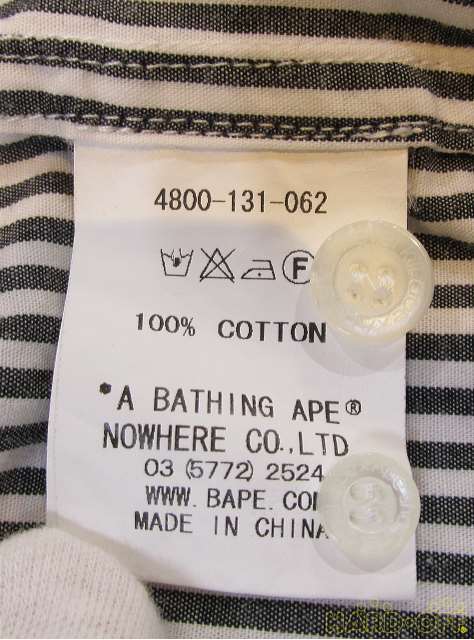 4800-131-062
F
100% COTTON
*A BATHING APE®
NOWHERE CO.,LTD
03 (5772) 2524
WWW. BAPE. CO
MADE IN CHINA